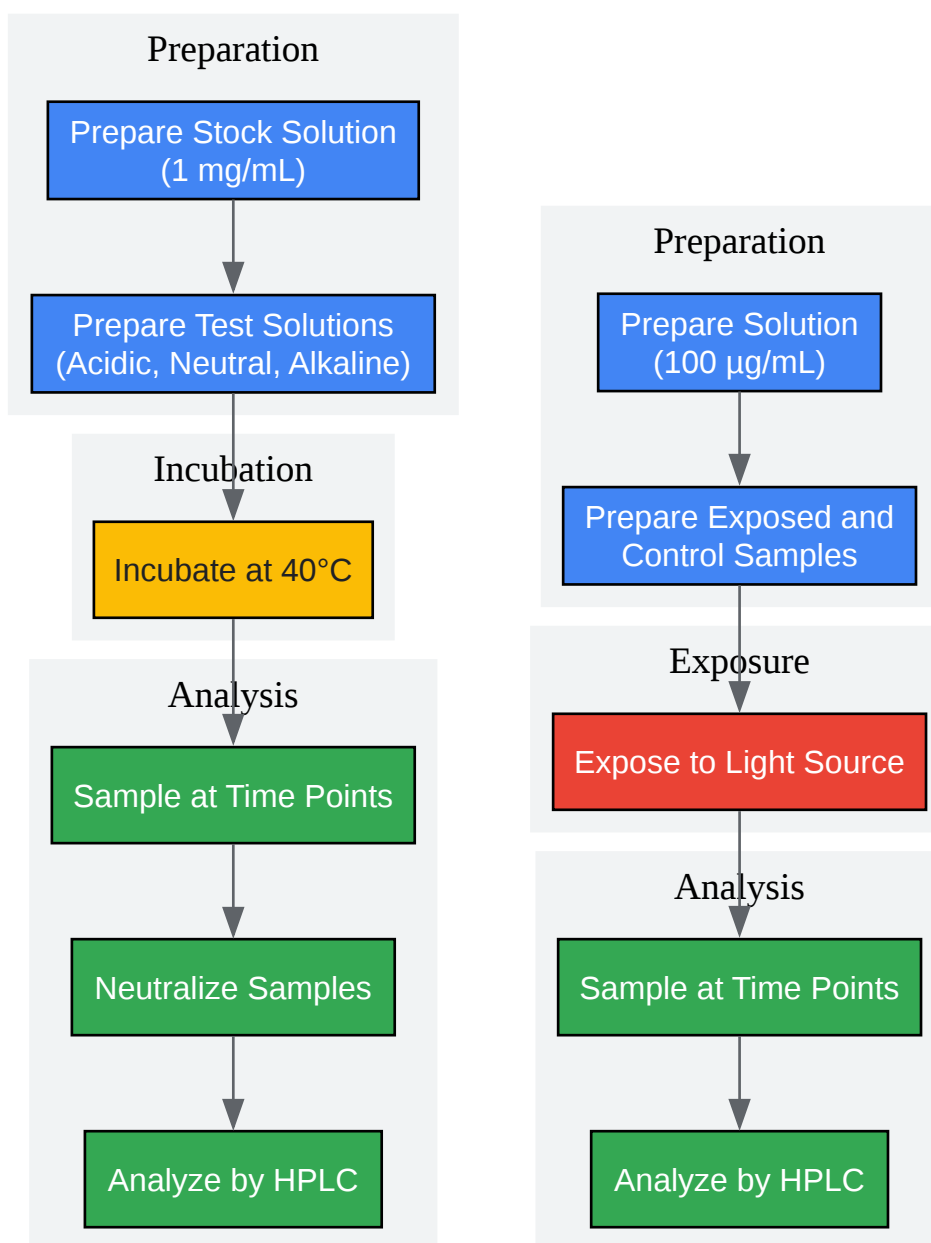 Preparation
Prepare Stock Solution
(1 mg/mL)
Prepare Test Solutions
(Acidic, Neutral, Alkaline)
Incubation
Incubate at 40°C
Analysis
Sample at Time Points
Neutralize Samples
Analyze by HPLC
Preparation
Prepare Solution
(100 µg/mL)
Prepare Exposed and
Control Samples
Exposure
Expose to Light Source
Analysis
Sample at Time Points
Analyze by HPLC